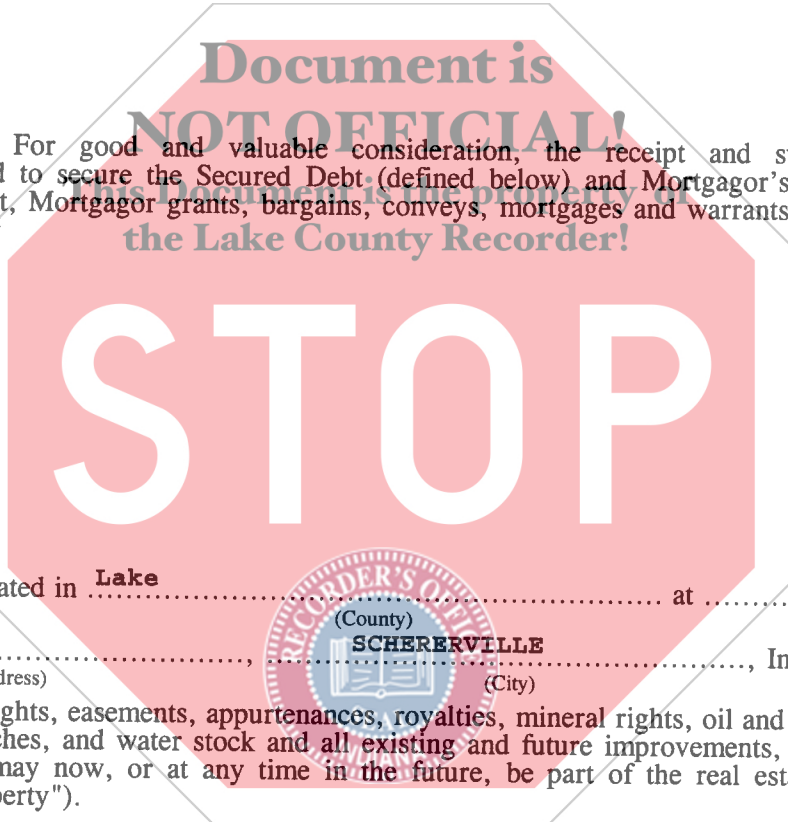 Document is
NOT OFFICIAL!
For good and valuable consideration, the receipt and s
d to secure the Secured Debt (defined below) and Mortgagor's
This Document is the property of
t, Mortgagor grants, bargains, conveys, mortgages and warrants
the Lake County Recorder!
STOP
ated in Lake at
(County)
SCHERERVILLE
, , In
dress) (City)
RECORDER'S OFFICE
INDIANA
ghts, easements, appurtenances, royalties, mineral rights, oil and
ches, and water stock and all existing and future improvements,
may now, or at any time in the future, be part of the real est
perty").